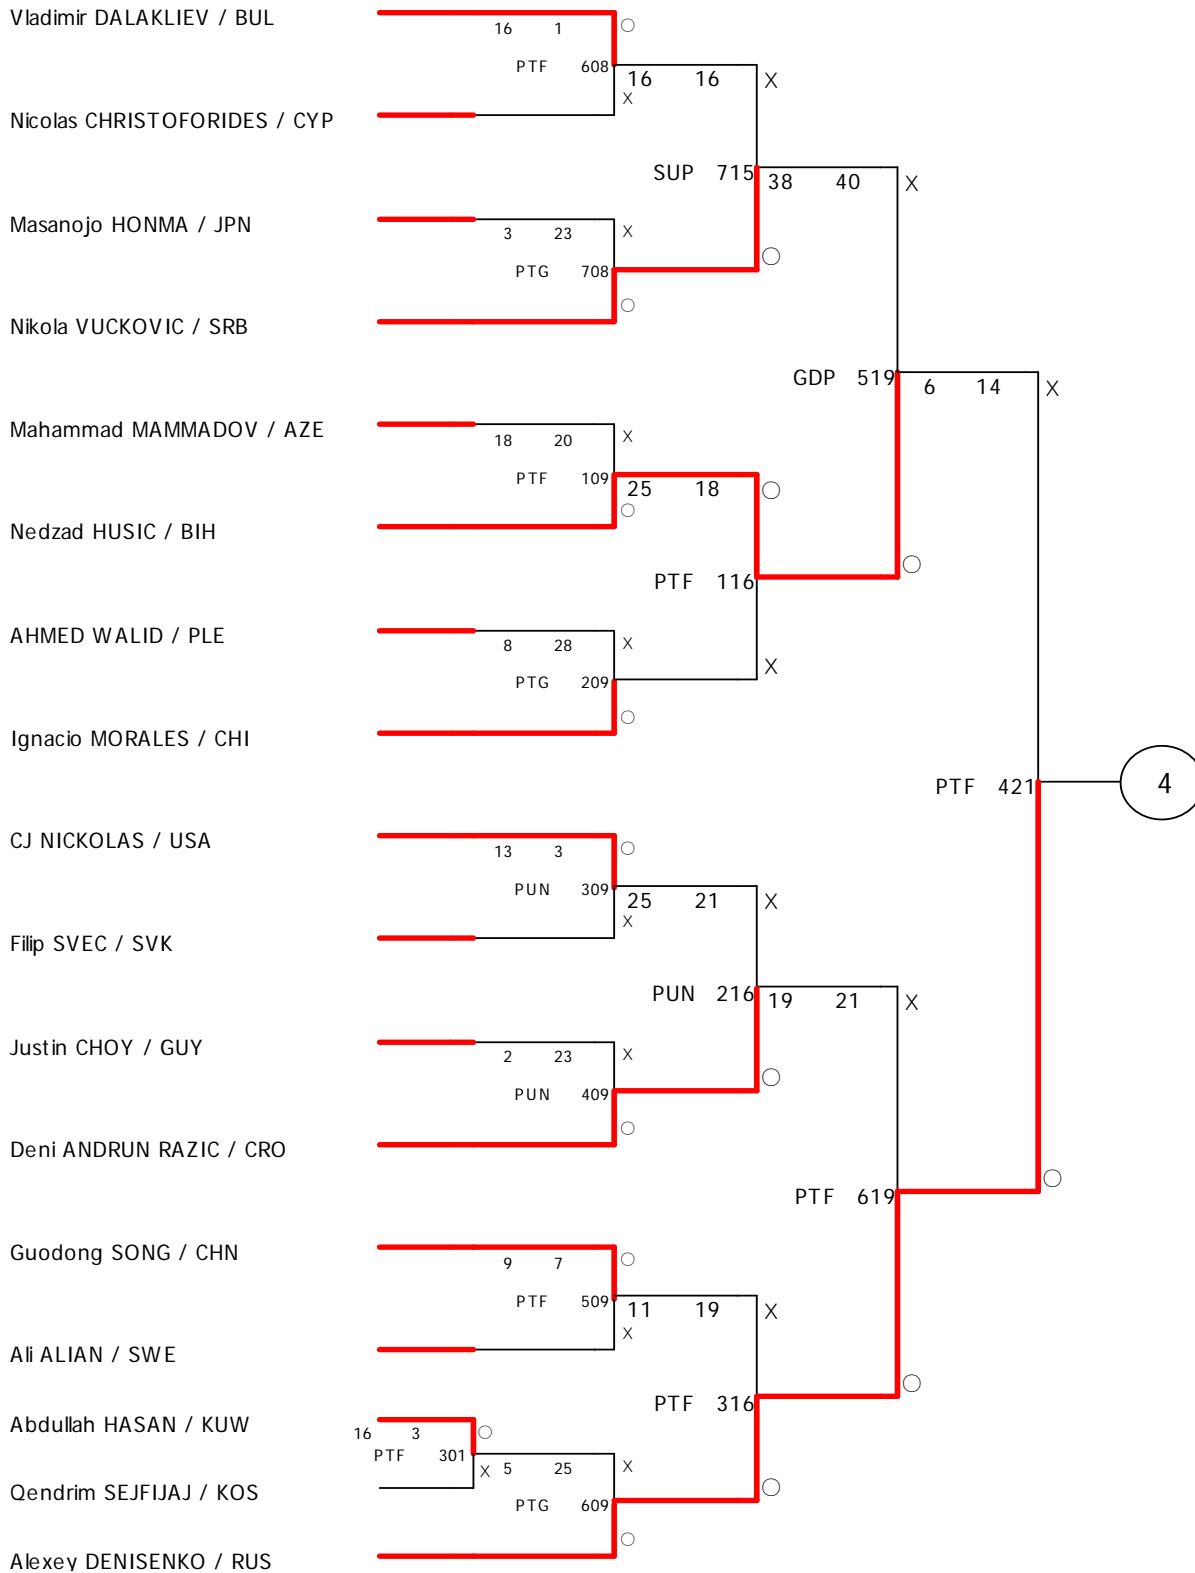 Vladimir DALAKLIEV / BUL
16 1 ○
PTF 608
16 16 X
X
Nicolas CHRISTOFORIDES / CYP
SUP 715
38 40 X
Masanojo HONMA / JPN
3 23 X
○
PTG 708
○
Nikola VUCKOVIC / SRB
GDP 519
6 14 X
Mahammad MAMMADOV / AZE
18 20 X
PTF 109
25 18 ○
○
Nedzad HUSIC / BIH
○
PTF 116
AHMED WALID / PLE
8 28 X
X
PTG 209
○
Ignacio MORALES / CHI
PTF 421
4
CJ NICKOLAS / USA
13 3 ○
PUN 309
25 21 X
X
Filip SVEC / SVK
PUN 216
19 21 X
Justin CHOY / GUY
2 23 X
○
PUN 409
○
Deni ANDRUN RAZIC / CRO
○
PTF 619
Guodong SONG / CHN
9 7 ○
PTF 509
11 19 X
X
Ali ALIAN / SWE
○
PTF 316
Abdullah HASAN / KUW
16 3 ○
PTF 301
5 25 X
X
○
Qendrim SEJFIJAJ / KOS
PTG 609
○
Alexey DENISENKO / RUS